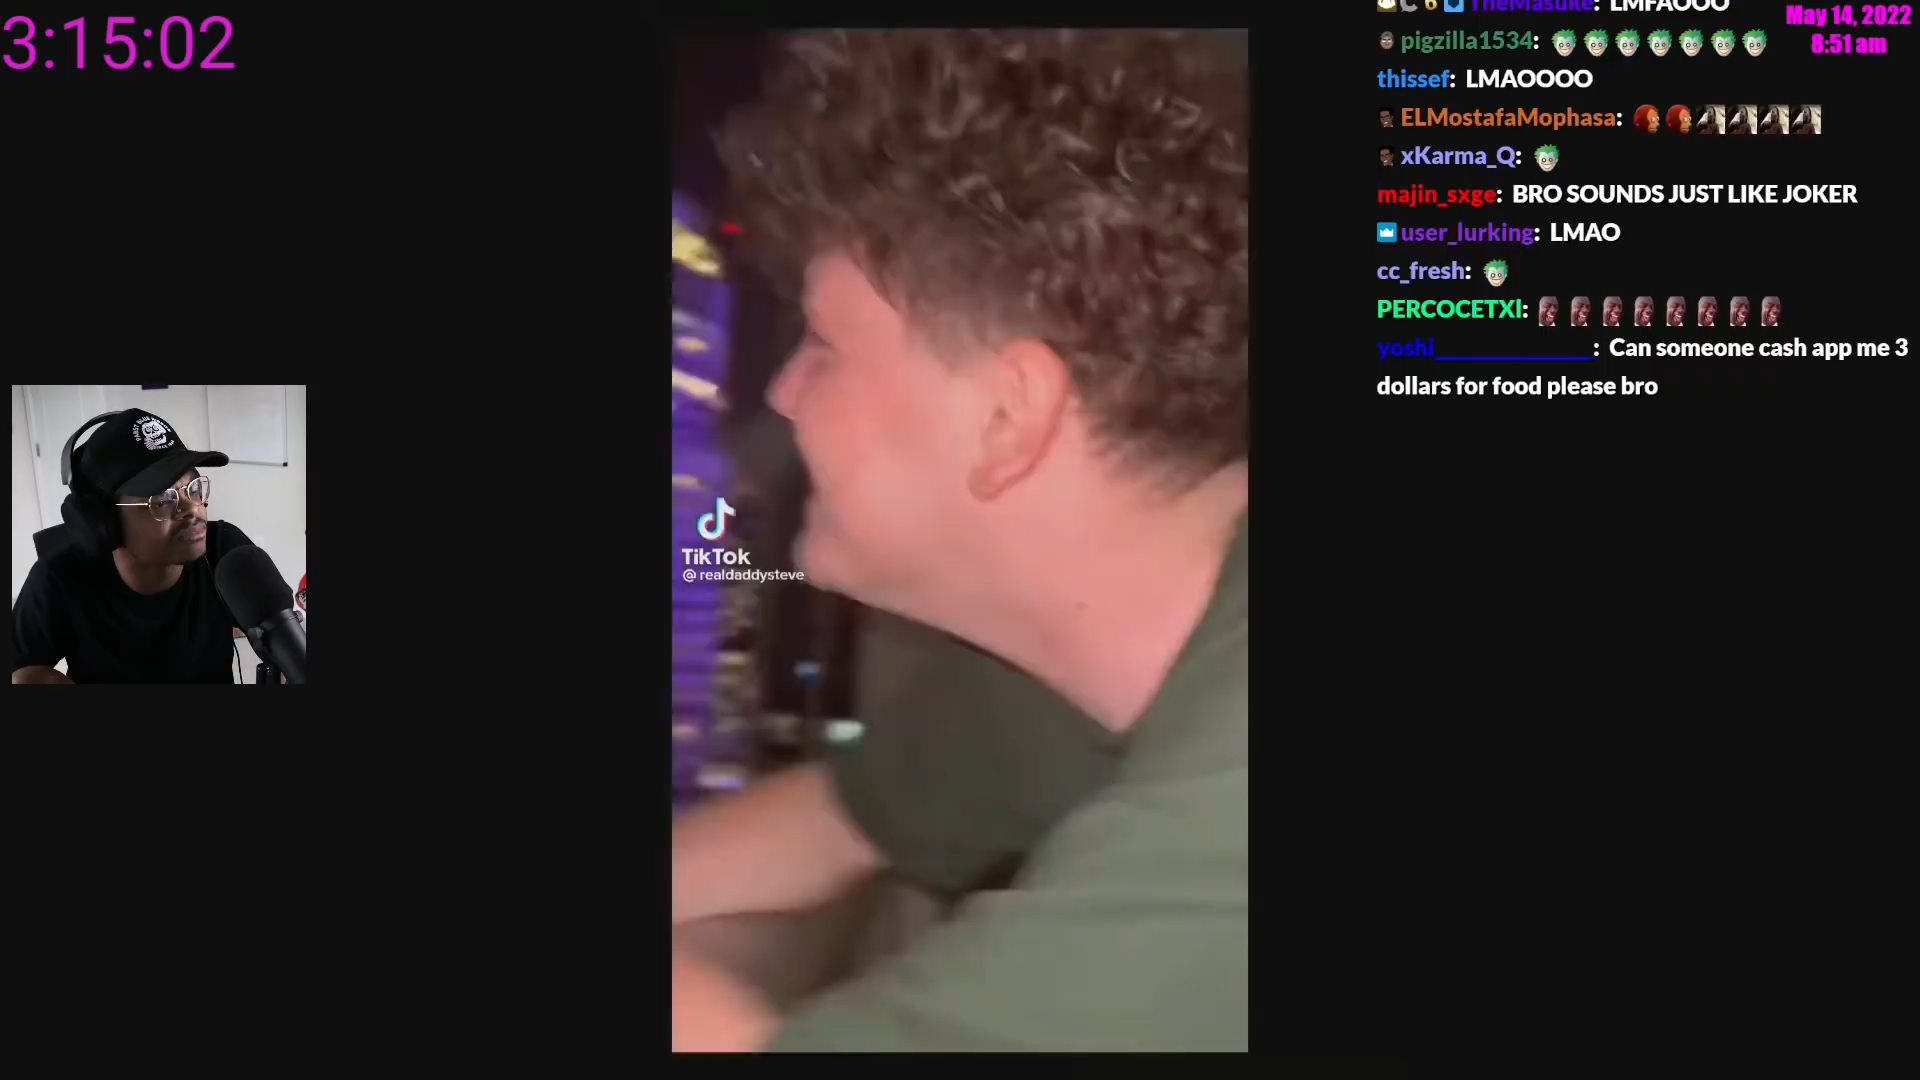 3:15:02
TheMasuke: LMFAOOO
May 14, 2022
8:51 am
pigzilla1534:
thissef: LMAOOOO
ELMostafaMophasa:
xKarma_Q:
majin_sxge: BRO SOUNDS JUST LIKE JOKER
user_lurking: LMAO
cc_fresh:
PERCOCETXI:
yoshi_____________: Can someone cash app me 3
dollars for food please bro
TikTok
@realdaddysteve